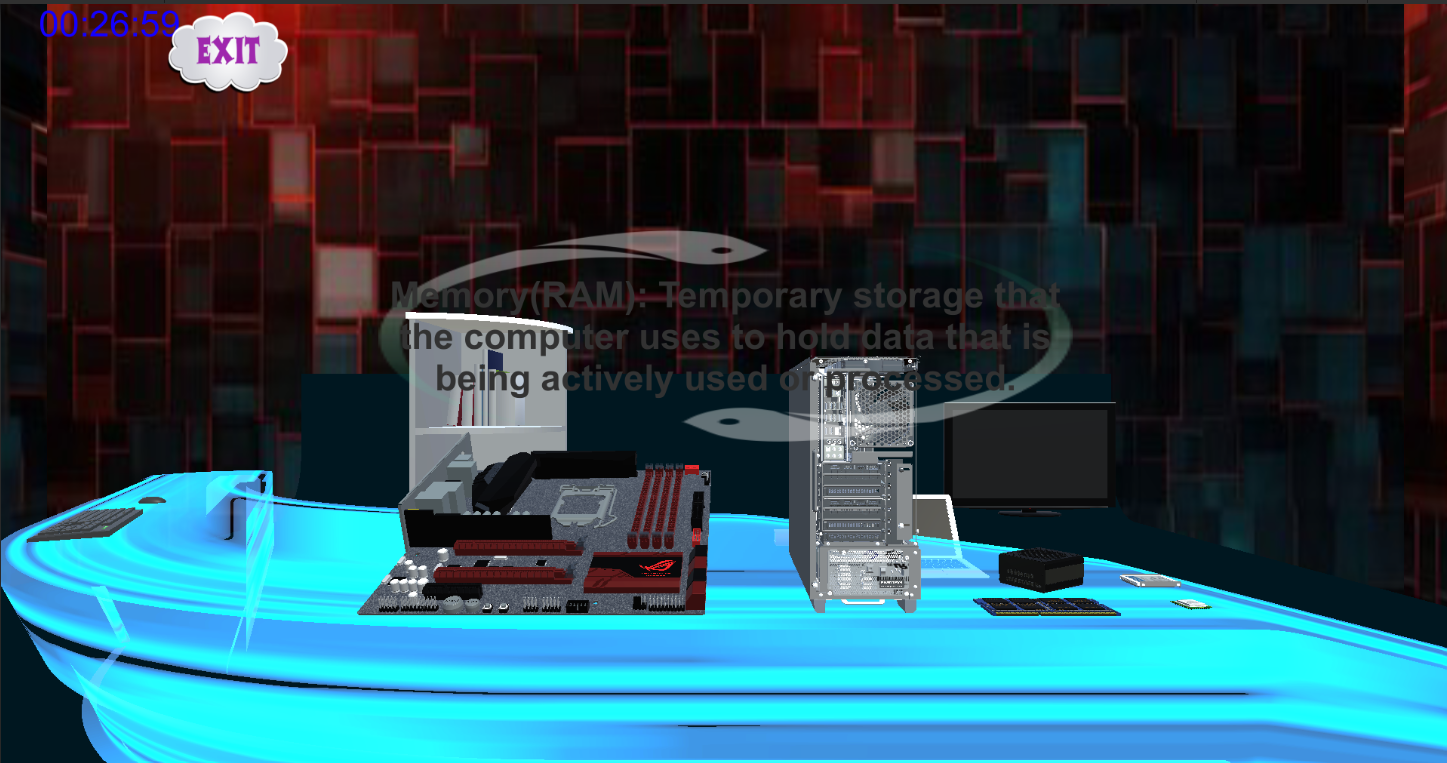 00:26:59
EXIT
Memory(RAM): Temporary storage that
the computer uses to hold data that is
being actively used or processed.